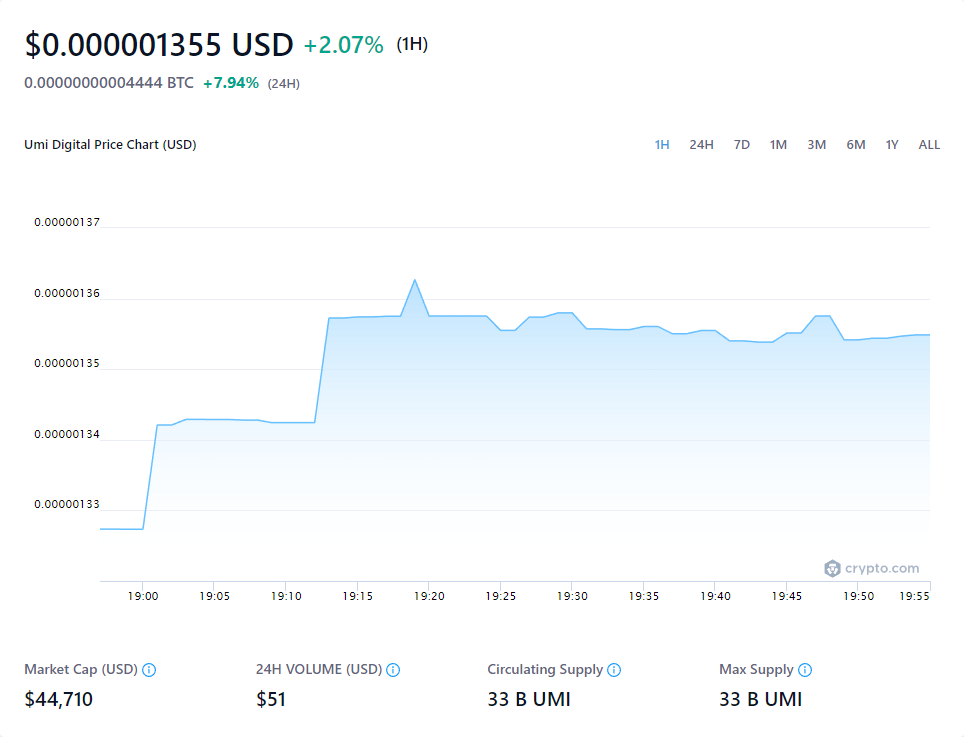 $0.000001355 USD +2.07% (1H)
0.00000000004444 BTC +7.94% (24H)
Umi Digital Price Chart (USD) 1H 24H 7D 1M 3M 6M 1Y ALL
0.00000137
0.00000136
0.00000135
0.00000134
0.00000133
crypto.com
19:00 19:05 19:10 19:15 19:20 19:25 19:30 19:35 19:40 19:45 19:50 19:55
Market Cap (USD) 24H VOLUME (USD) Circulating Supply Max Supply
$44,710 $51 33 B UMI 33 B UMI